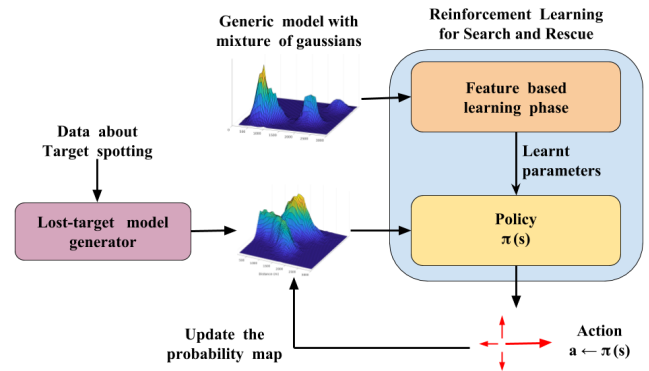 Generic model with
mixture of gaussians
Reinforcement Learning
for Search and Rescue
Feature based
learning phase
Data about
Target spotting
Learnt
parameters
Lost-target model
generator
Policy
π(s)
Update the
probability map
Action
a ← π(s)